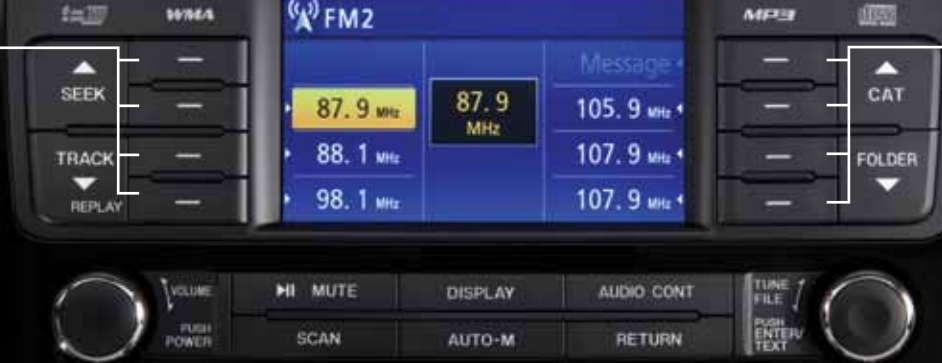 WMA
FM2
MP3
Message
SEEK
87.9 MHz
87.9 MHz
105.9 MHz
CAT
TRACK
88.1 MHz
107.9 MHz
FOLDER
REPLAY
98.1 MHz
107.9 MHz
VOLUME
PUSH
POWER
MUTE
DISPLAY
AUDIO CONT
SCAN
AUTO-M
RETURN
TUNE
FILE
PUSH
ENTER/
TEXT